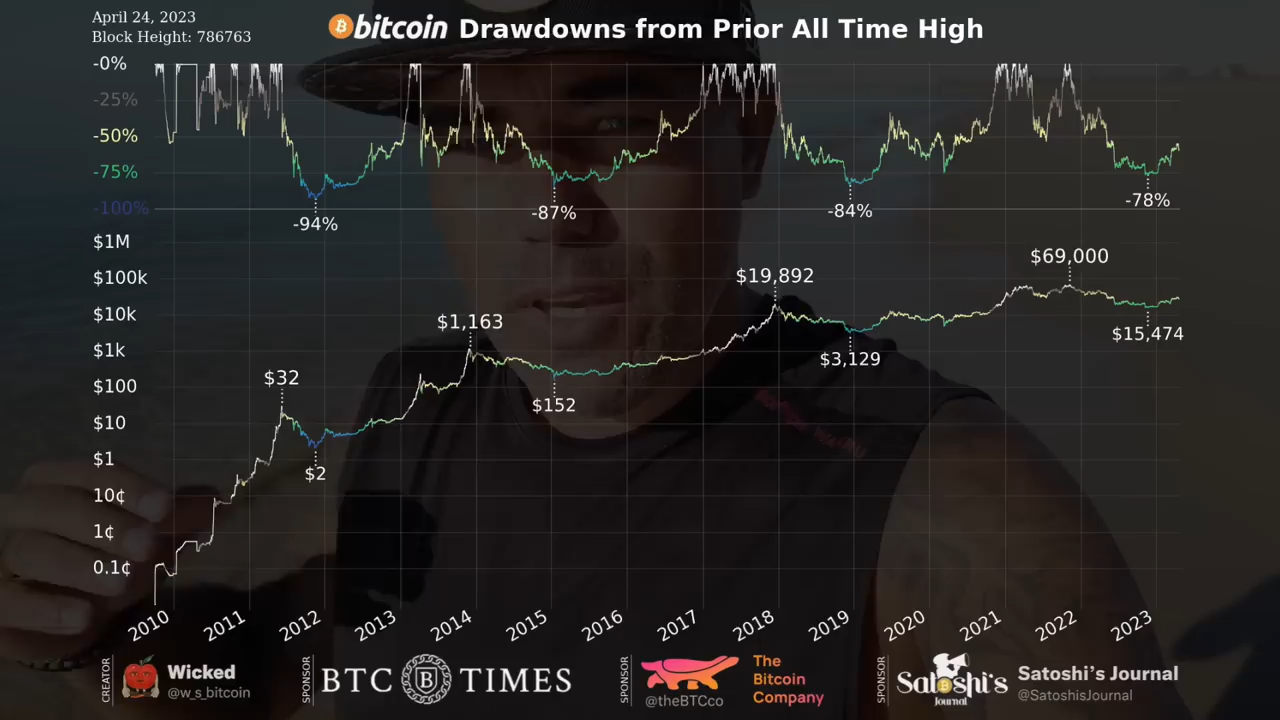 April 24, 2023
Block Height: 786763
bitcoin Drawdowns from Prior All Time High
-0%
-25%
-50%
-75%
-100%
-94%
-87%
-84%
-78%
$1M
$100k
$10k
$1k
$100
$10
$1
10¢
1¢
0.1¢
$32
$2
$1,163
$152
$19,892
$3,129
$69,000
$15,474
2010
2011
2012
2013
2014
2015
2016
2017
2018
2019
2020
2021
2022
2023
CREATOR
Wicked
@w_s_bitcoin
SPONSOR
BTC B TIMES
SPONSOR
@theBTCco
The
Bitcoin
Company
SPONSOR
Satoshi's
Journal
Satoshi's Journal
@SatoshisJournal